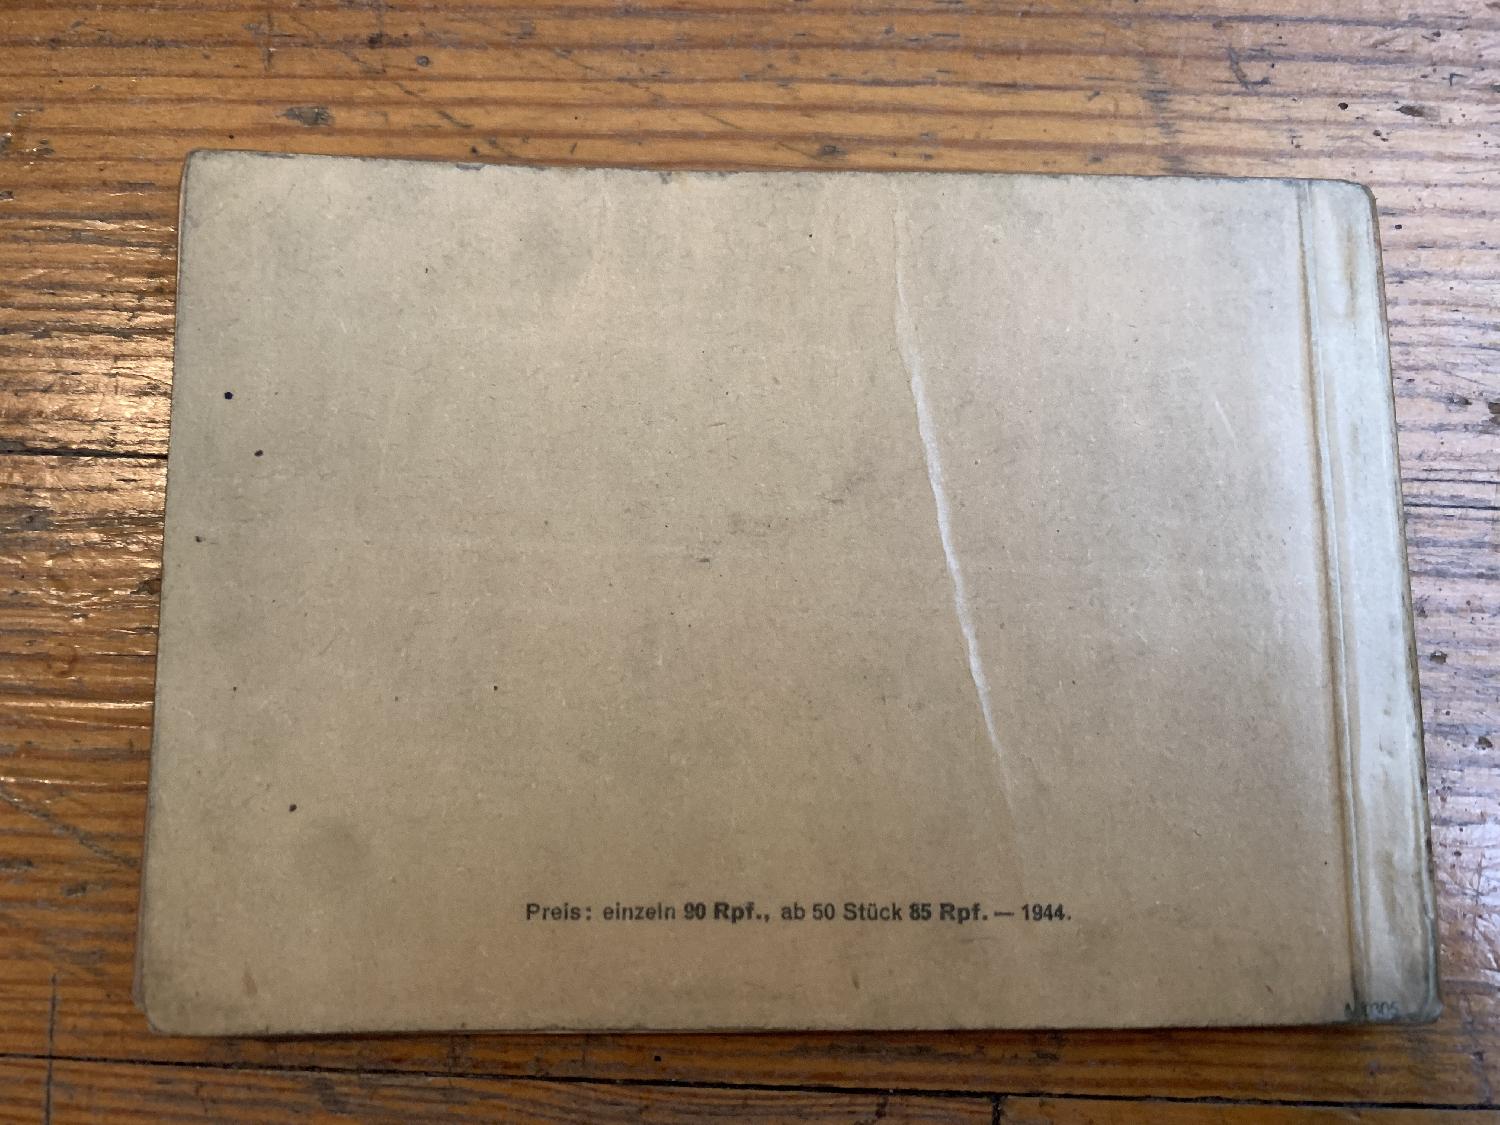 Preis: einzeln 90 Rpf., ab 50 Stück 85 Rpf. — 1944.